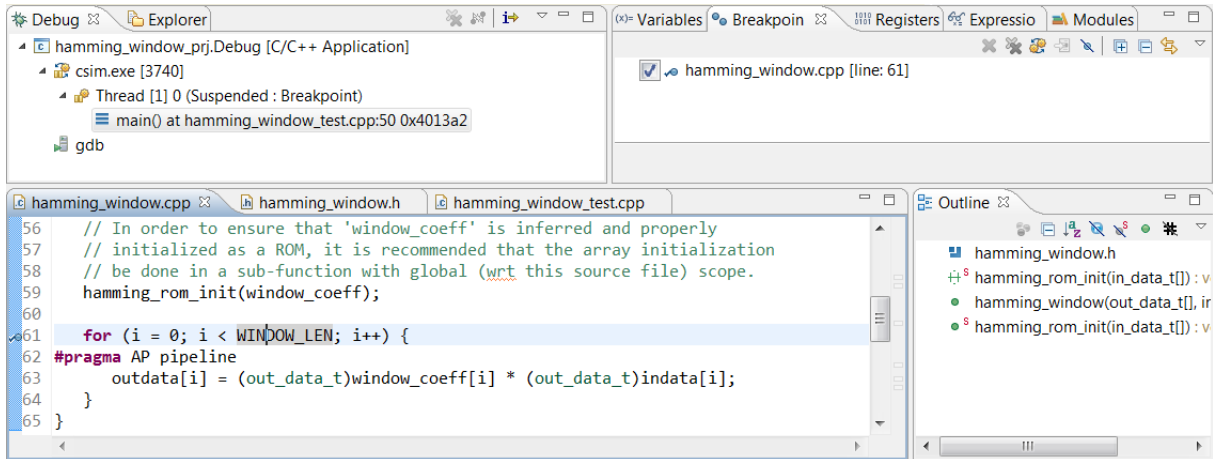 Debug Explorer
hamming_window_prj.Debug [C/C++ Application]
csim.exe [3740]
Thread [1] 0 (Suspended : Breakpoint)
main() at hamming_window_test.cpp:50 0x4013a2
gdb
(x)= Variables Breakpoin Registers Expressio Modules
hamming_window.cpp [line: 61]
hamming_window.cpp hamming_window.h hamming_window_test.cpp
56 // In order to ensure that 'window_coeff' is inferred and properly
57 // initialized as a ROM, it is recommended that the array initialization
58 // be done in a sub-function with global (wrt this source file) scope.
59 hamming_rom_init(window_coeff);
60
61 for (i = 0; i < WINDOW_LEN; i++) {
62 #pragma AP pipeline
63 outdata[i] = (out_data_t)window_coeff[i] * (out_data_t)indata[i];
64 }
65 }
Outline
hamming_window.h
hamming_rom_init(in_data_t[]) : v
hamming_window(out_data_t[], ir
hamming_rom_init(in_data_t[]) : v